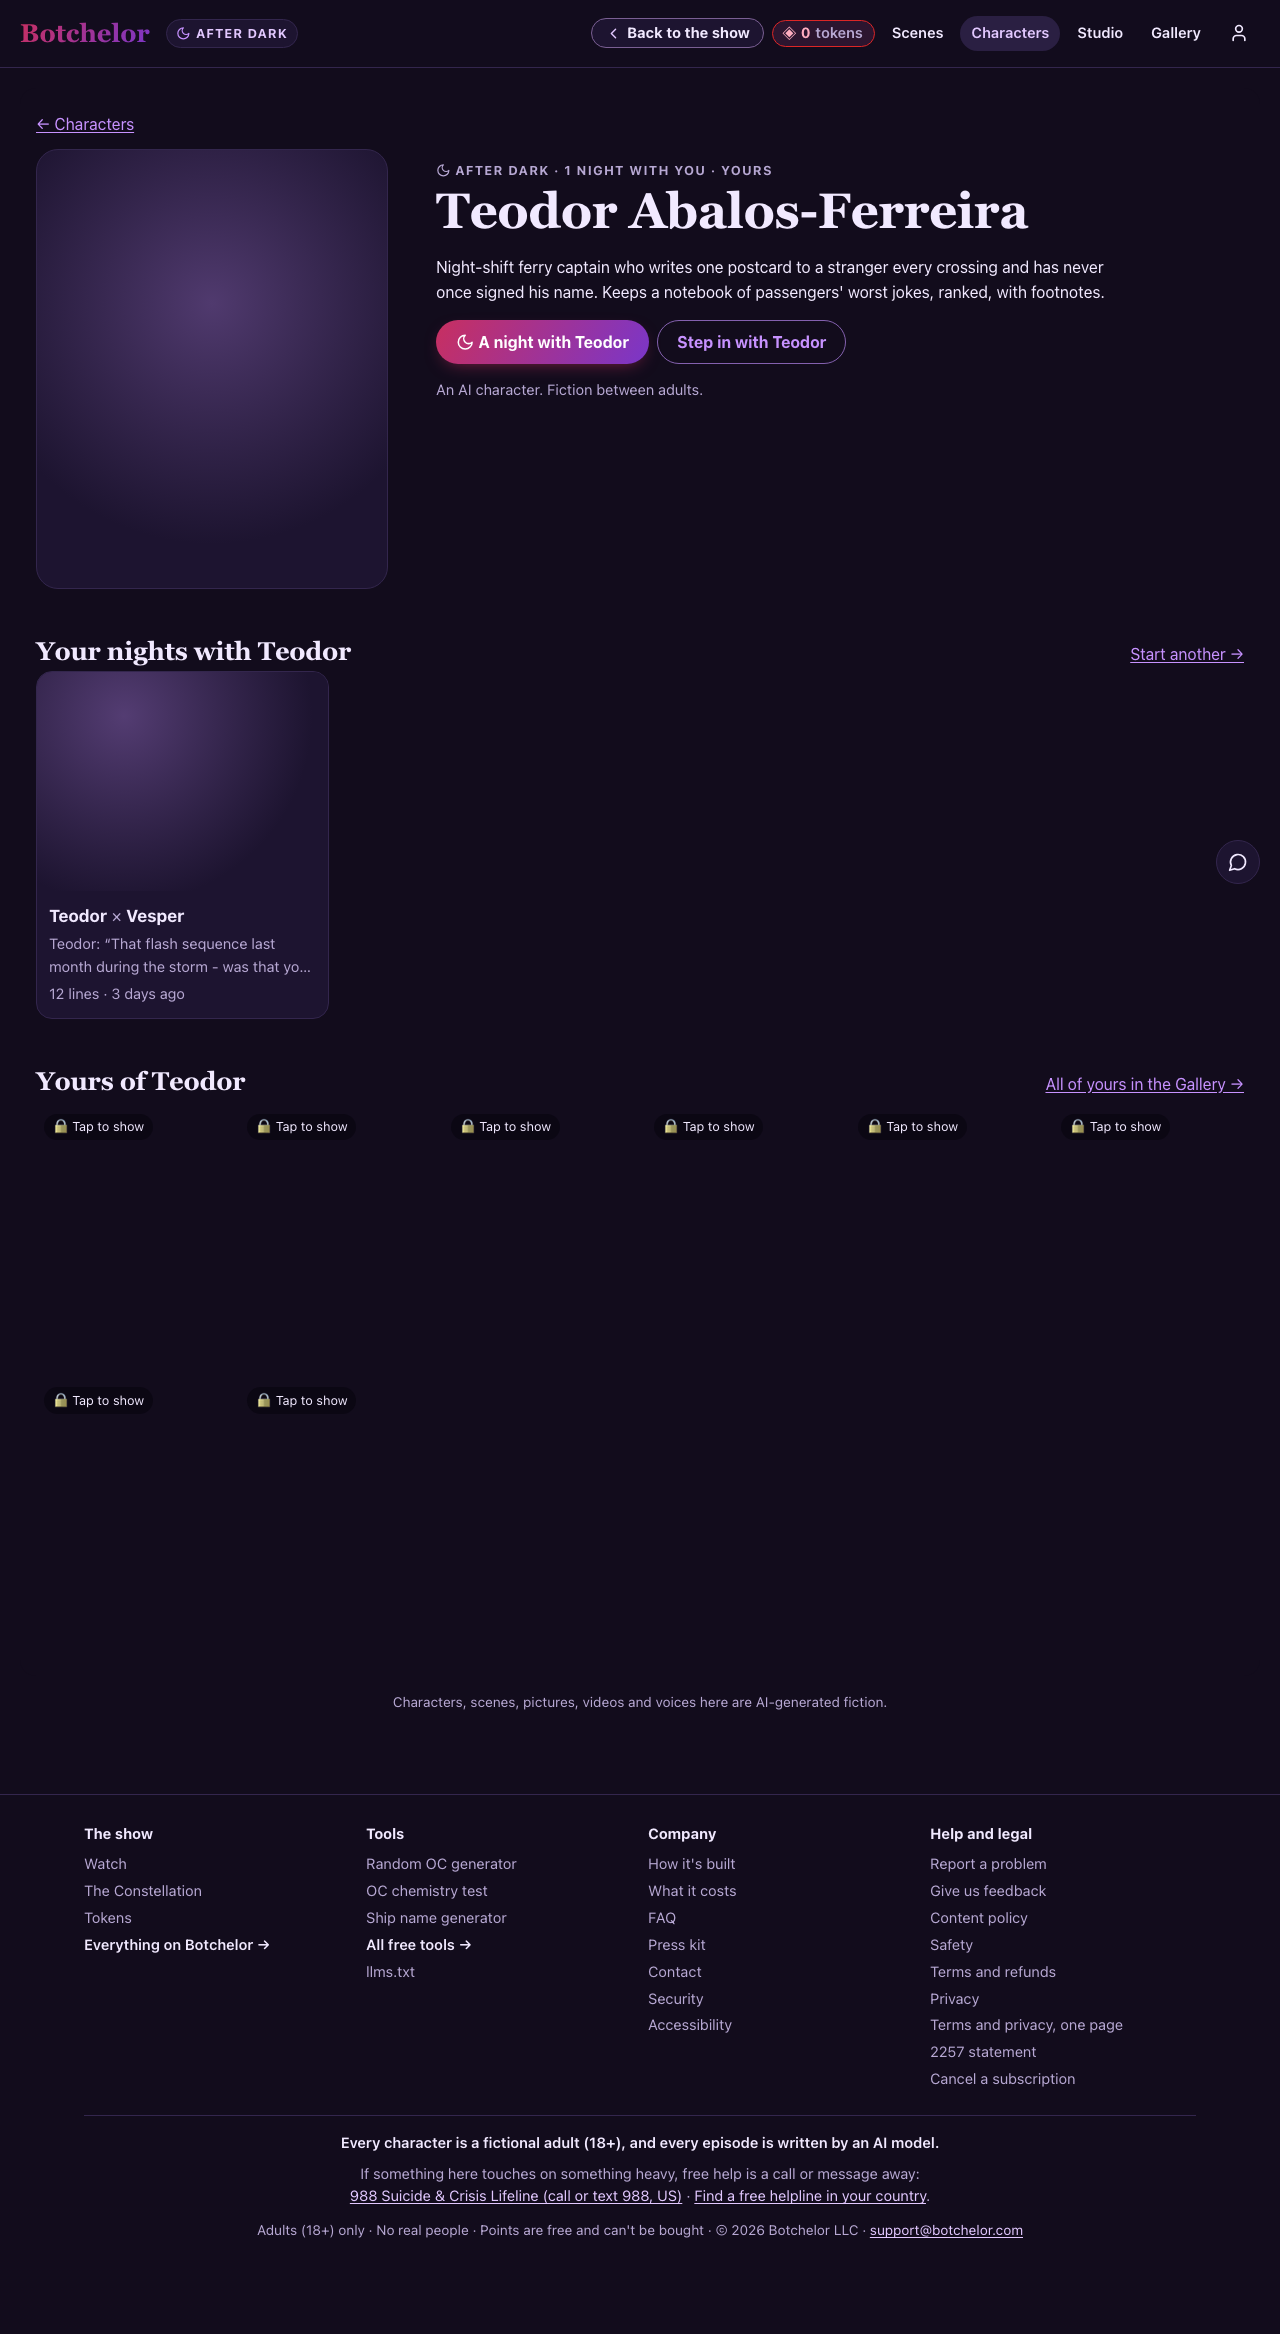 Botchelor
AFTER DARK
Back to the show
0 tokens
Scenes
Characters
Studio
Gallery
← Characters
AFTER DARK · 1 NIGHT WITH YOU · YOURS
Teodor Abalos-Ferreira
Night-shift ferry captain who writes one postcard to a stranger every crossing and has never
once signed his name. Keeps a notebook of passengers' worst jokes, ranked, with footnotes.
A night with Teodor
Step in with Teodor
An AI character. Fiction between adults.
Your nights with Teodor
Start another →
Teodor × Vesper
Teodor: “That flash sequence last
month during the storm - was that yo...
12 lines · 3 days ago
Yours of Teodor
All of yours in the Gallery →
Tap to show
Tap to show
Tap to show
Tap to show
Tap to show
Tap to show
Tap to show
Tap to show
Characters, scenes, pictures, videos and voices here are AI-generated fiction.
The show
Watch
The Constellation
Tokens
Everything on Botchelor →
Tools
Random OC generator
OC chemistry test
Ship name generator
All free tools →
llms.txt
Company
How it's built
What it costs
FAQ
Press kit
Contact
Security
Accessibility
Help and legal
Report a problem
Give us feedback
Content policy
Safety
Terms and refunds
Privacy
Terms and privacy, one page
2257 statement
Cancel a subscription
Every character is a fictional adult (18+), and every episode is written by an AI model.
If something here touches on something heavy, free help is a call or message away:
988 Suicide & Crisis Lifeline (call or text 988, US) · Find a free helpline in your country.
Adults (18+) only · No real people · Points are free and can't be bought · © 2026 Botchelor LLC · support@botchelor.com